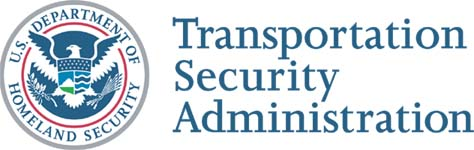 U.S. DEPARTMENT OF
HOMELAND SECURITY
Transportation
Security
Administration